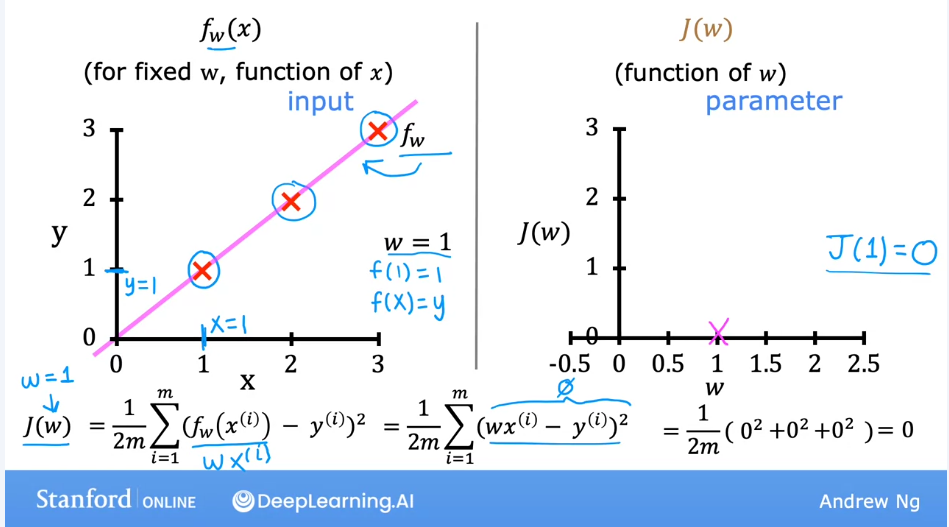 f_w(x)
(for fixed w, function of x)
input
3
2
y
1
0
y=1
x=1
0 1 2 3
x
f_w
w = 1
f(1)=1
f(x)=y
J(w)
(function of w)
parameter
3
2
J(w)
1
0
J(1)=0
-0.5 0 0.5 1 1.5 2 2.5
w
w=1
↓
J(w) = \frac{1}{2m} \sum_{i=1}^{m} (f_w(x^{(i)}) − y^{(i)})^2 = \frac{1}{2m} \sum_{i=1}^{m} (wx^{(i)} − y^{(i)})^2 = \frac{1}{2m} ( 0^2 +0^2 +0^2 )= 0
wx^{(i)}
0
Stanford ONLINE DeepLearning.AI Andrew Ng